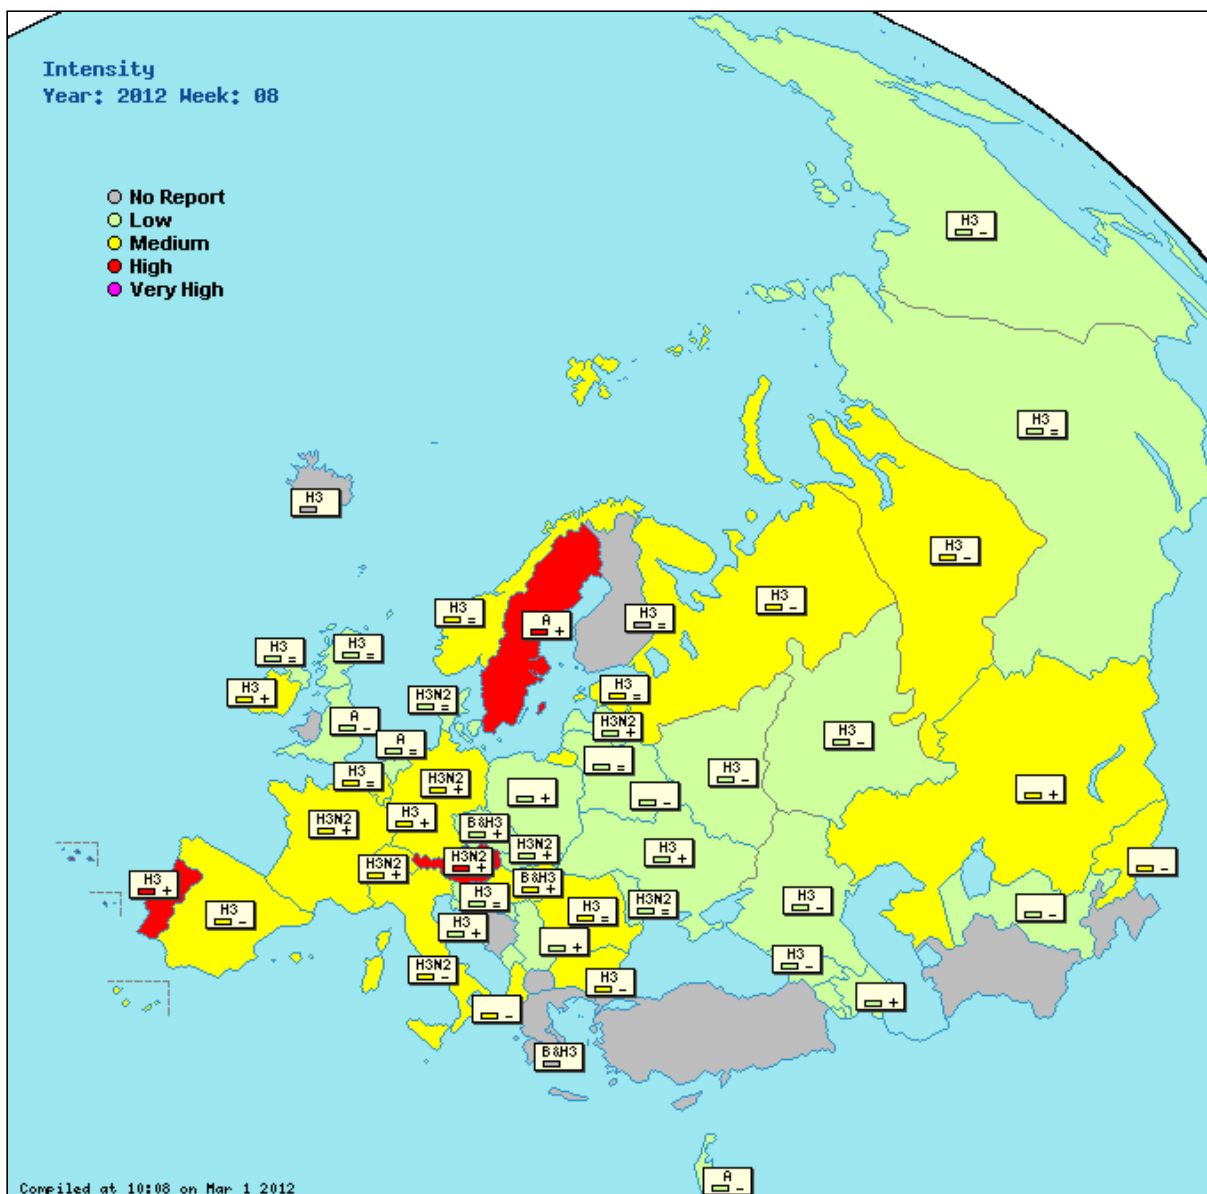 Intensity
Year: 2012 Week: 08
No Report
Low
Medium
High
Very High
H3
-
H3
=
H3
H3
-
H3
-
H3
=
A
+
H3
=
H3
=
H3
=
H3
+
H3
=
H3N2
=
A
-
H3N2
+
A
=
H3
-
=
H3
-
H3
=
H3N2
+
+
-
+
H3N2
+
H3
+
B&H3
+
H3N2
+
H3
+
H3N2
+
H3N2
+
-
H3
+
B&H3
+
H3
=
H3
-
H3
=
H3N2
=
H3
-
-
H3
+
+
H3N2
-
H3
-
H3
-
-
+
B&H3
A
-
Compiled at 10:08 on Mar 1 2012